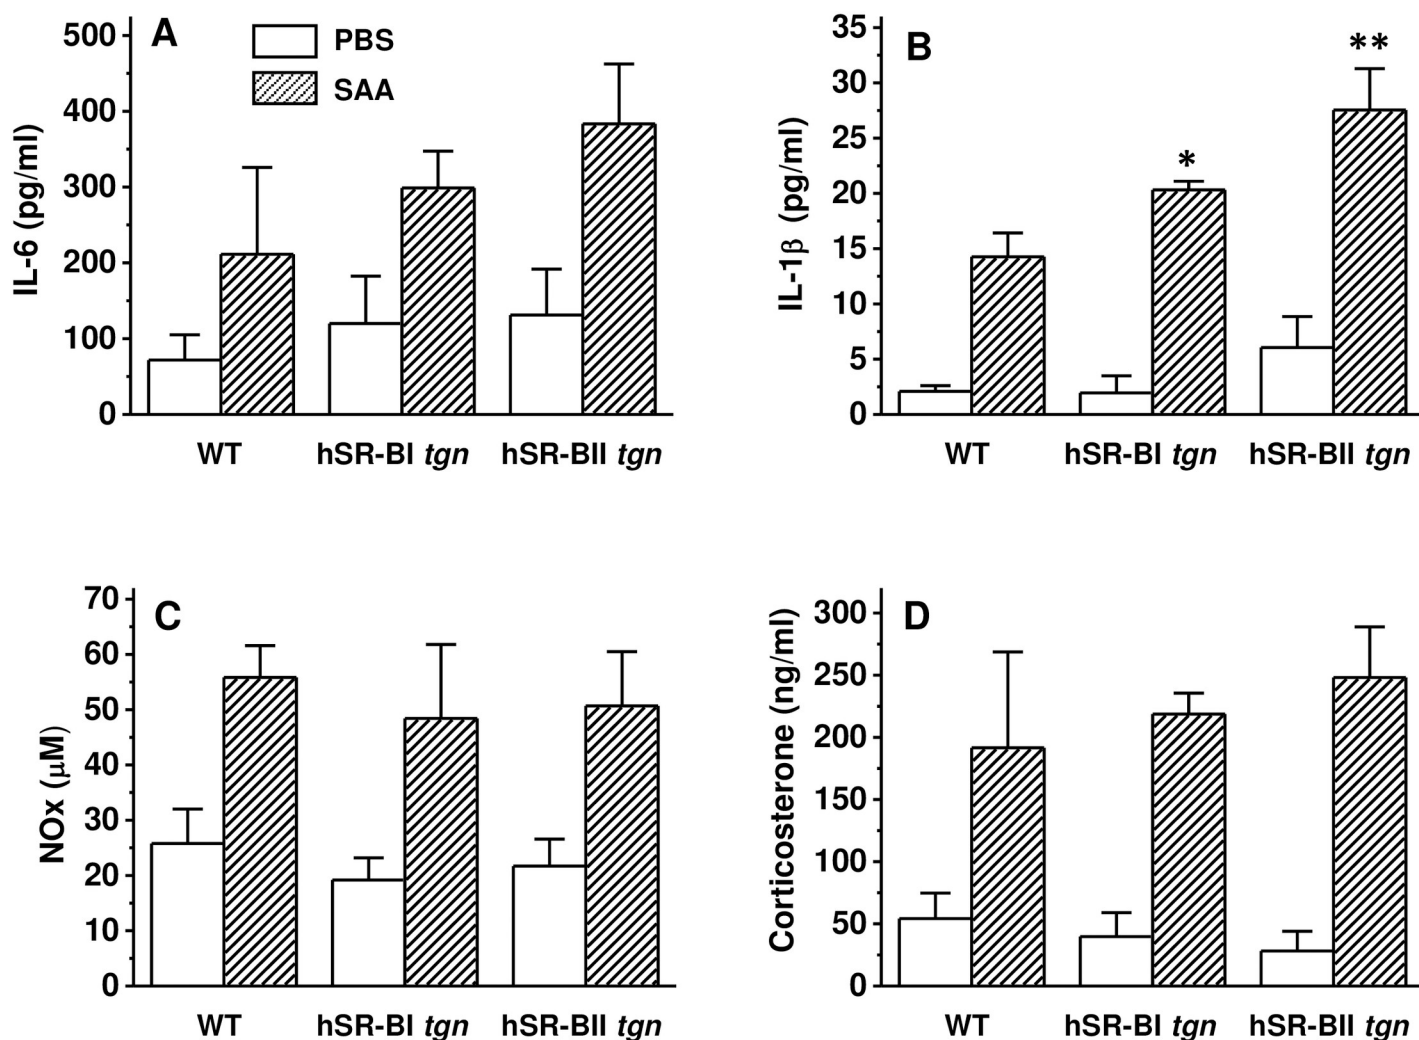 A
PBS
SAA
IL-6 (pg/ml)
500
400
300
200
100
0
WT
hSR-BI tgn
hSR-BII tgn
B
IL-1β (pg/ml)
35
30
25
20
15
10
5
0
*
**
WT
hSR-BI tgn
hSR-BII tgn
C
NOx (μM)
70
60
50
40
30
20
10
0
WT
hSR-BI tgn
hSR-BII tgn
D
Corticosterone (ng/ml)
300
250
200
150
100
50
0
WT
hSR-BI tgn
hSR-BII tgn